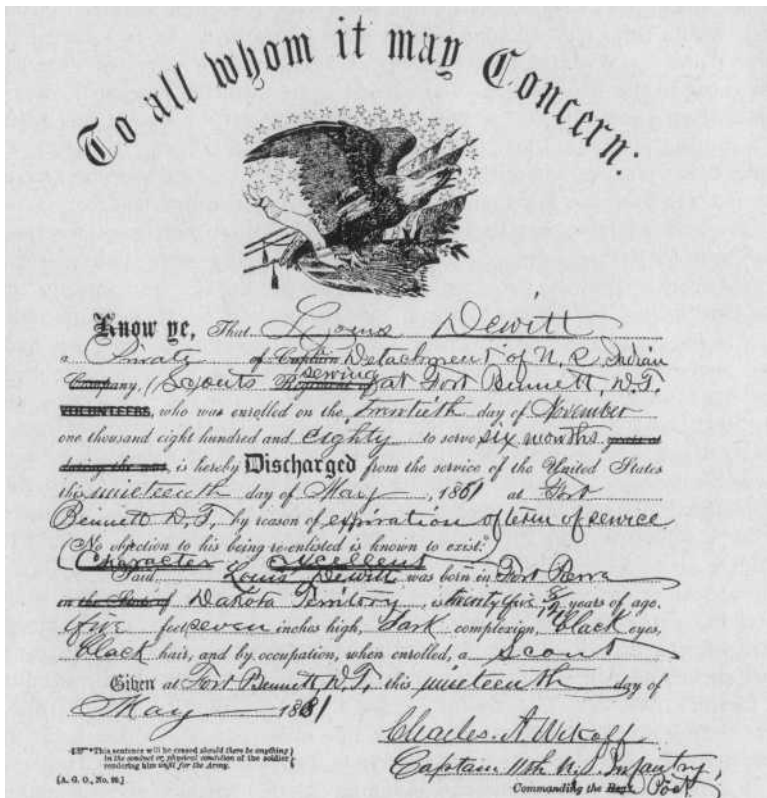 To all whom it may Concern:
Know ye, That Louis Dewitt
a Private of Captain Detachment of U. S. Indian
Company, (Scouts Regiment of serving at Fort Bennett, D.T.
VOLUNTEERS, who was enrolled on the Twentieth day of November
one thousand eight hundred and eighty to serve six months years or
during the war, is hereby Discharged from the service of the United States
this nineteenth day of May, 1881 at Fort
Bennett D.T, by reason of expiration of term of service
(No objection to his being re-enlisted is known to exist.*)
Character Excellent
Said Louis Dewitt was born in Fort
in the State of Dakota Territory, is twenty five years of age,
five feet seven inches high, Dark complexion, black eyes,
black hair, and by occupation, when enrolled, a scout
Given at Fort Bennett, D.T, this nineteenth day of
May 1881
Charles A Wikoff
Captain 11th U.S. Infantry,
Commanding the Regt. Post
*This sentence will be erased should there be anything
in the conduct or physical condition of the soldier
rendering him unfit for the Army.
[A. G. O., No. 99.]